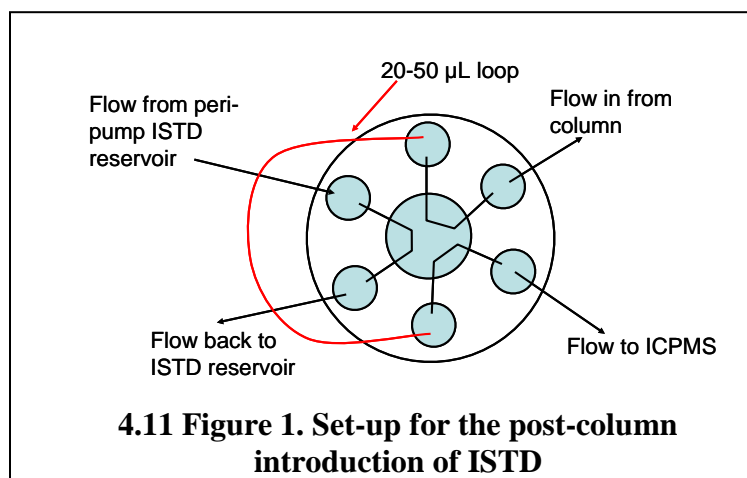 20-50 µL loop
Flow from peri-
pump ISTD
reservoir
Flow in from
column
Flow back to
ISTD reservoir
Flow to ICPMS
4.11 Figure 1. Set-up for the post-column
introduction of ISTD